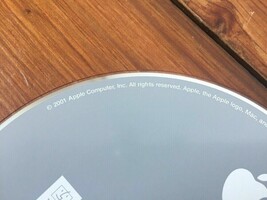 © 2001 Apple Computer, Inc. All rights reserved. Apple, the Apple logo, Mac, and